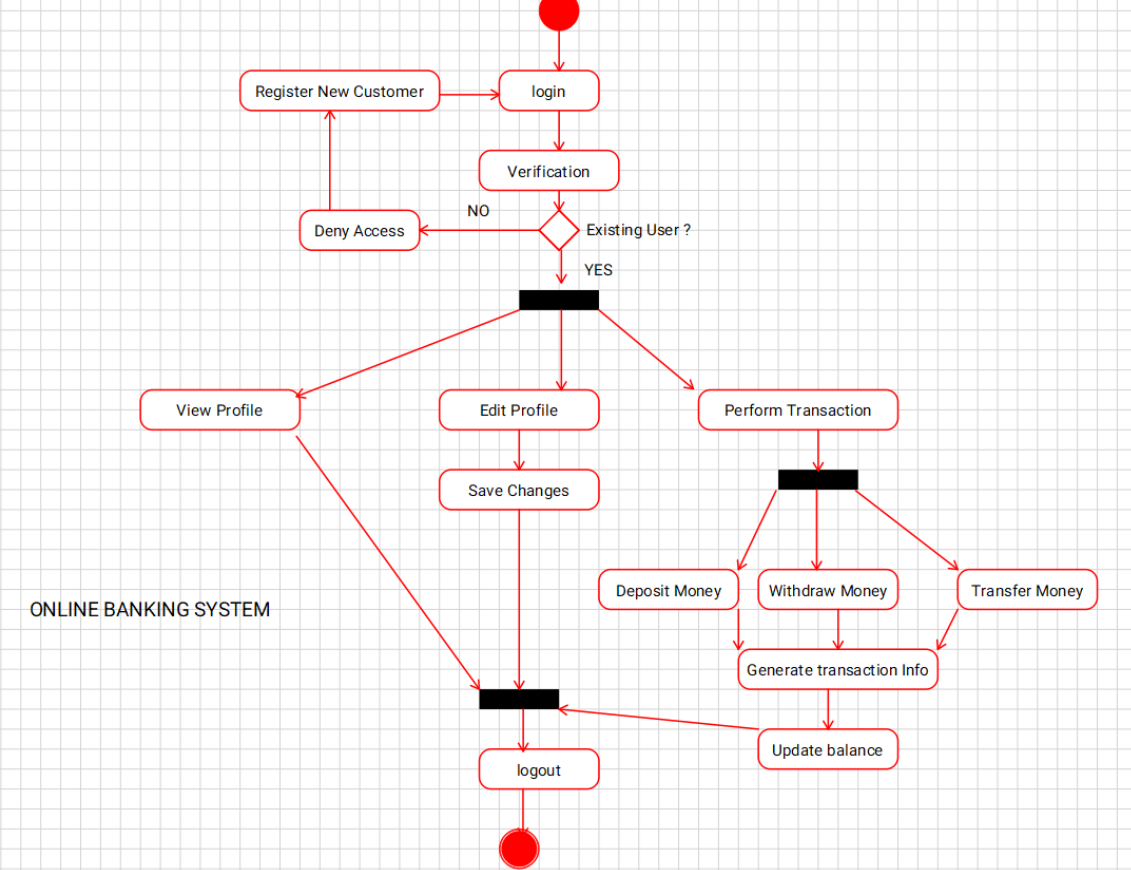 Register New Customer
login
Verification
NO
Deny Access
Existing User ?
YES
View Profile
Edit Profile
Perform Transaction
Save Changes
Deposit Money
Withdraw Money
Transfer Money
ONLINE BANKING SYSTEM
Generate transaction Info
Update balance
logout